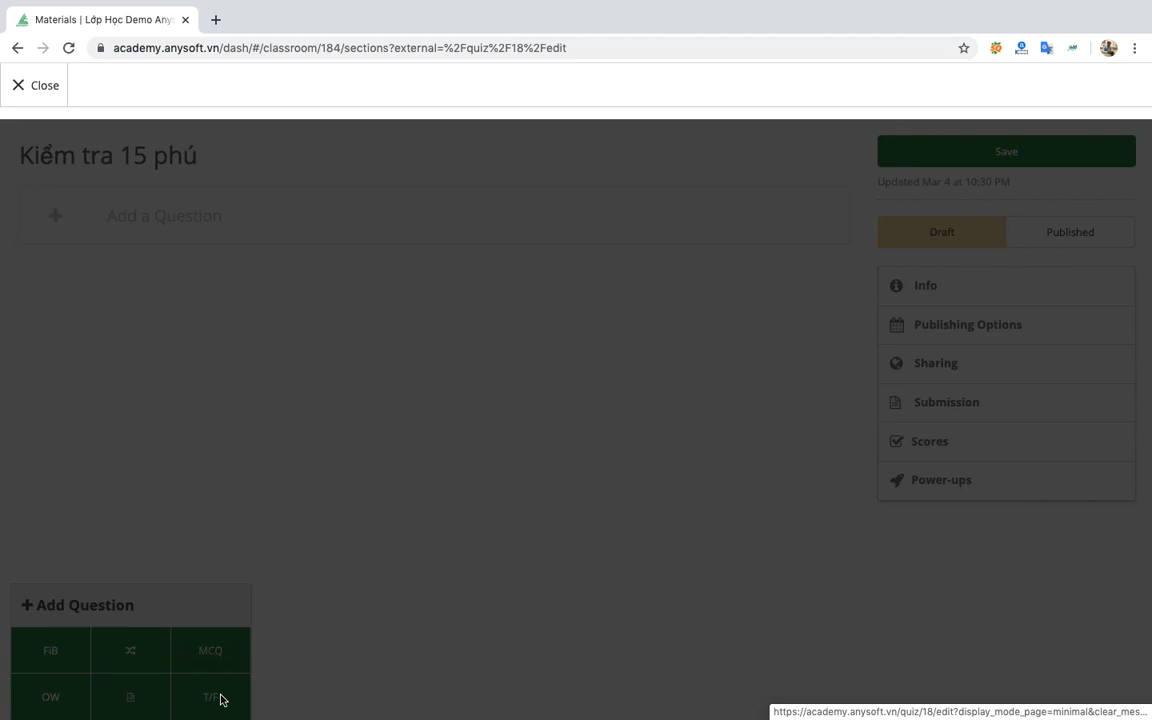 Materials | Lớp Học Demo Anys
academy.anysoft.vn/dash/#/classroom/184/sections?external=%2Fquiz%2F18%2Fedit
Close
Kiểm tra 15 phú
Save
Updated Mar 4 at 10:30 PM
Add a Question
Draft
Published
Info
Publishing Options
Sharing
Submission
Scores
Power-ups
Add Question
FiB
MCQ
OW
T/F
https://academy.anysoft.vn/quiz/18/edit?display_mode_page=minimal&clear_mes...